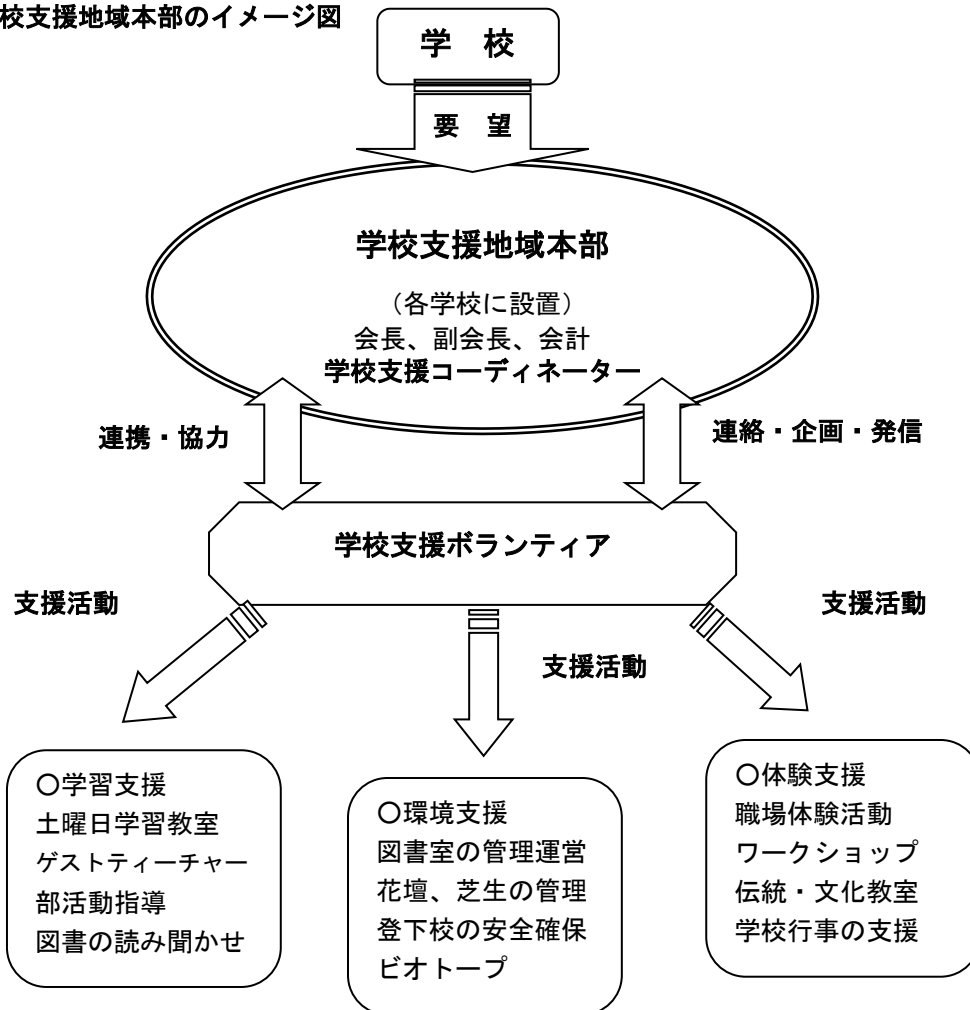 校支援地域本部のイメージ図
学 校
要 望
学校支援地域本部
（各学校に設置）
会長、副会長、会計
学校支援コーディネーター
連携・協力
連絡・企画・発信
学校支援ボランティア
支援活動
支援活動
支援活動
〇学習支援
土曜日学習教室
ゲストティーチャー
部活動指導
図書の読み聞かせ
〇環境支援
図書室の管理運営
花壇、芝生の管理
登下校の安全確保
ビオトープ
〇体験支援
職場体験活動
ワークショップ
伝統・文化教室
学校行事の支援